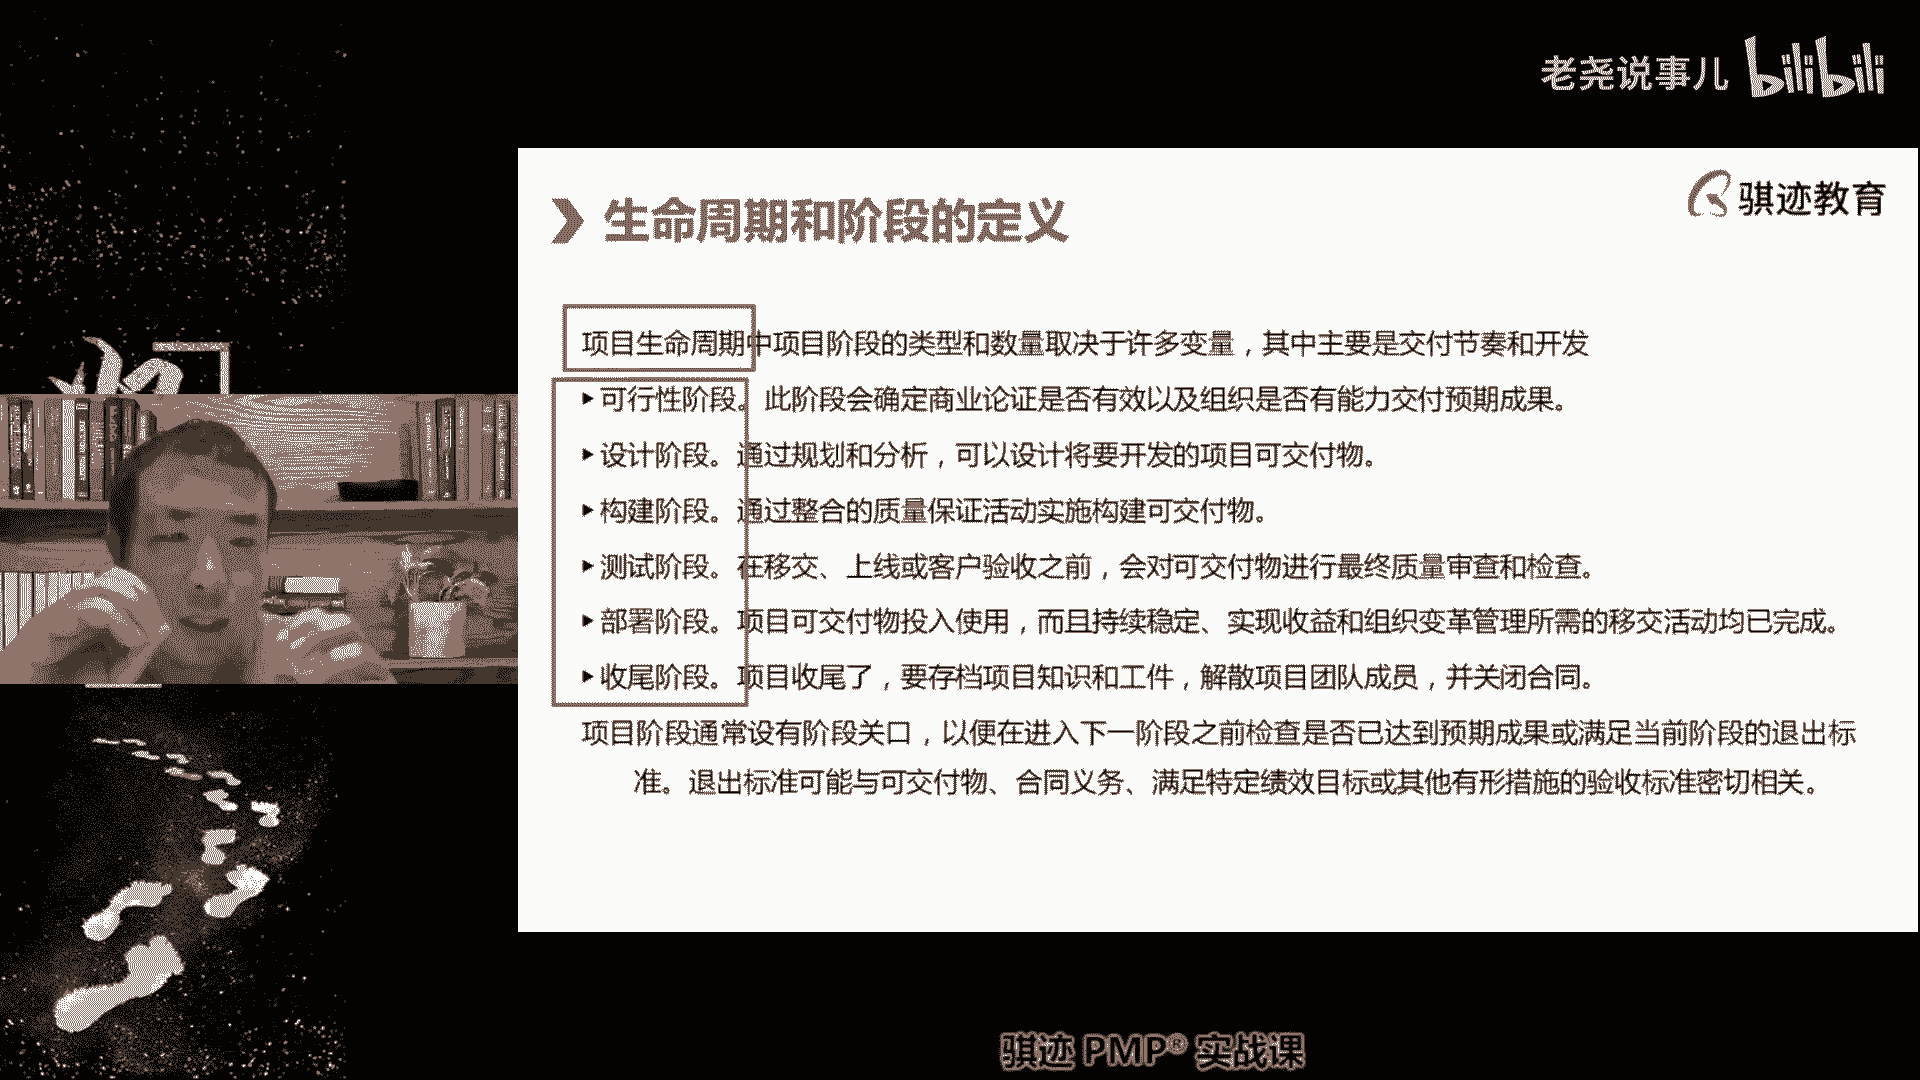 老尧说事儿 bilibili
骐迹教育
生命周期和阶段的定义
项目生命周期中项目阶段的类型和数量取决于许多变量，其中主要是交付节奏和开发
▶可行性阶段。此阶段会确定商业论证是否有效以及组织是否有能力交付预期成果。
▶设计阶段。通过规划和分析，可以设计将要开发的项目可交付物。
▶构建阶段。通过整合的质量保证活动实施构建可交付物。
▶测试阶段。在移交、上线或客户验收之前，会对可交付物进行最终质量审查和检查。
▶部署阶段。项目可交付物投入使用，而且持续稳定、实现收益和组织变革管理所需的移交活动均已完成。
▶收尾阶段。项目收尾了，要存档项目知识和工件，解散项目团队成员，并关闭合同。
项目阶段通常设有阶段关口，以便在进入下一阶段之前检查是否已达到预期成果或满足当前阶段的退出标
准。退出标准可能与可交付物、合同义务、满足特定绩效目标或其他有形措施的验收标准密切相关。
骐迹 PMP® 实战课